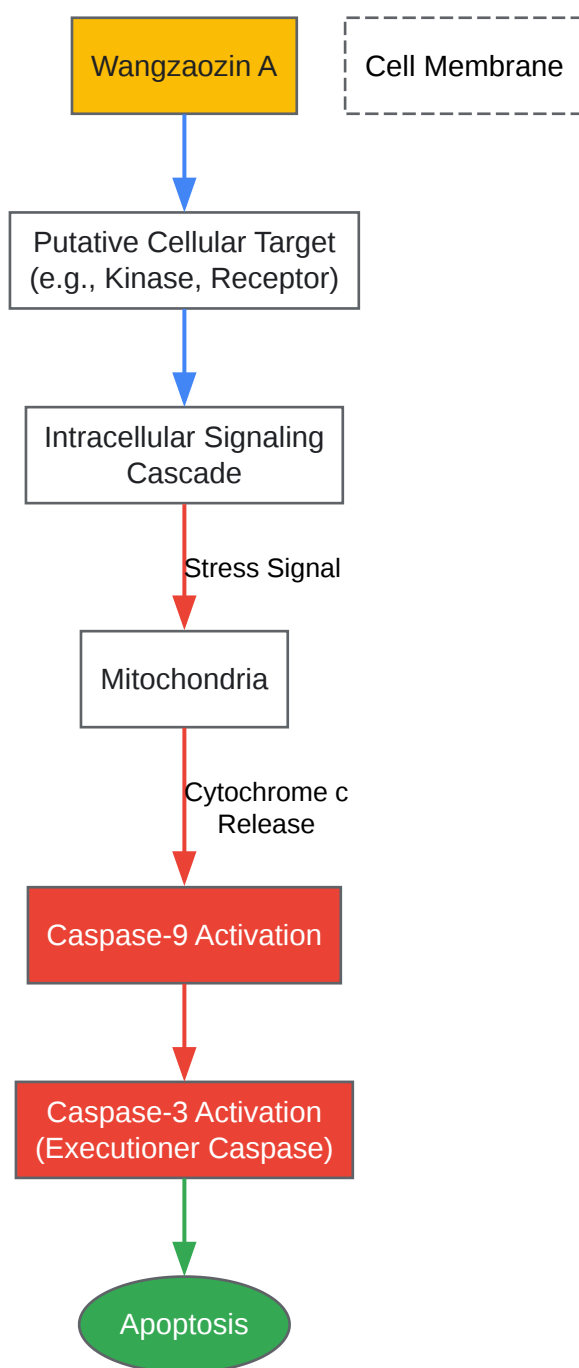 Wangzaozin A
Cell Membrane
Putative Cellular Target
(e.g., Kinase, Receptor)
Intracellular Signaling
Cascade
Stress Signal
Mitochondria
Cytochrome c
Release
Caspase-9 Activation
Caspase-3 Activation
(Executioner Caspase)
Apoptosis